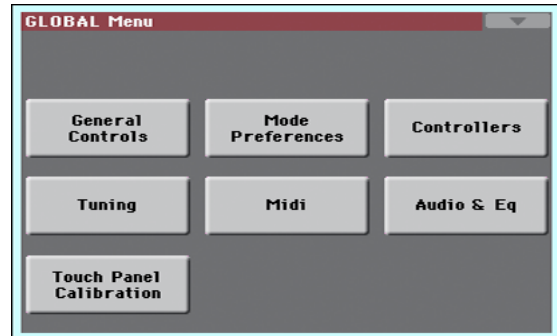 GLOBAL Menu
General
Controls
Mode
Preferences
Controllers
Tuning
Midi
Audio & Eq
Touch Panel
Calibration